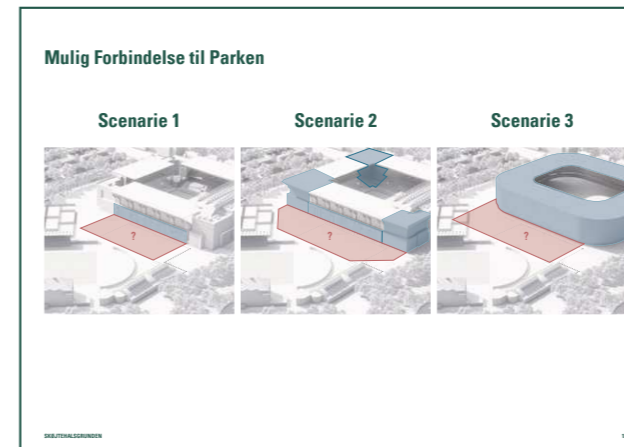 Mulig Forbindelse til Parken
Scenarie 1
Scenarie 2
Scenarie 3
?
?
?
SKØJTEHALSGRUNDEN